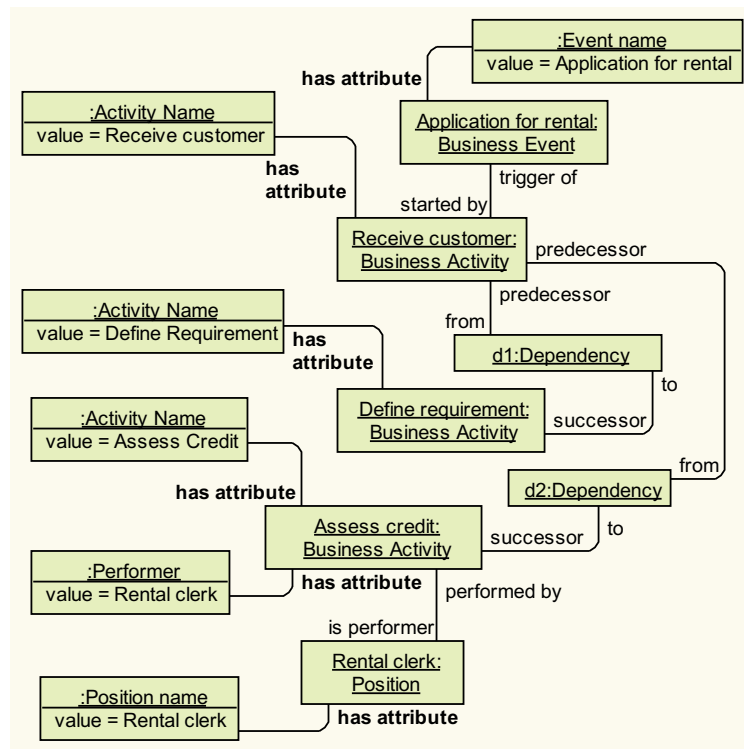 :Event name
value = Application for rental
has attribute
:Activity Name
value = Receive customer
Application for rental:
Business Event
has
attribute
trigger of
started by
Receive customer:
Business Activity
predecessor
predecessor
:Activity Name
value = Define Requirement
from
has
attribute
d1:Dependency
to
Define requirement:
Business Activity
successor
:Activity Name
value = Assess Credit
from
d2:Dependency
has attribute
Assess credit:
Business Activity
successor
to
:Performer
value = Rental clerk
has attribute
performed by
is performer
Rental clerk:
Position
:Position name
value = Rental clerk
has attribute